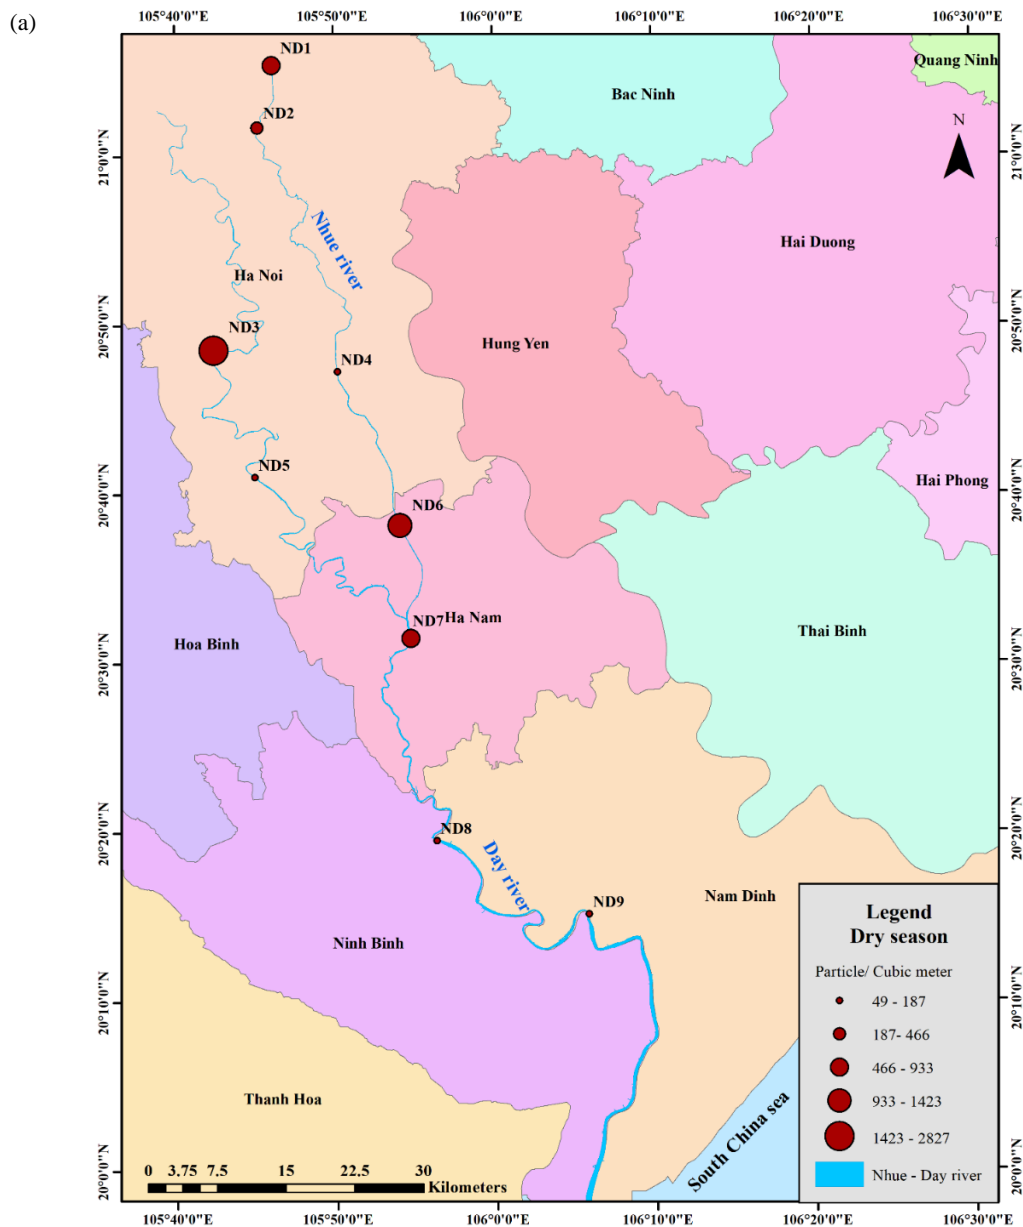 (a)
105°40'0"E
105°50'0"E
106°0'0"E
106°10'0"E
106°20'0"E
106°30'0"E
ND1
Quang Ninh
Bac Ninh
ND2
N
21°0'0"N
21°0'0"N
Nhue river
Hai Duong
Ha Noi
20°50'0"N
20°50'0"N
ND3
Hung Yen
ND4
ND5
Hai Phong
20°40'0"N
20°40'0"N
ND6
ND7
Ha Nam
Thai Binh
Hoa Binh
20°30'0"N
20°30'0"N
20°20'0"N
20°20'0"N
ND8
Day river
ND9
Nam Dinh
Ninh Binh
Legend
Dry season
Particle/ Cubic meter
49 - 187
187- 466
466 - 933
933 - 1423
1423 - 2827
Nhue - Day river
20°10'0"N
20°10'0"N
Thanh Hoa
South China sea
20°0'0"N
20°0'0"N
0 3.75 7.5 15 22.5 30
Kilometers
105°40'0"E
105°50'0"E
106°0'0"E
106°10'0"E
106°20'0"E
106°30'0"E